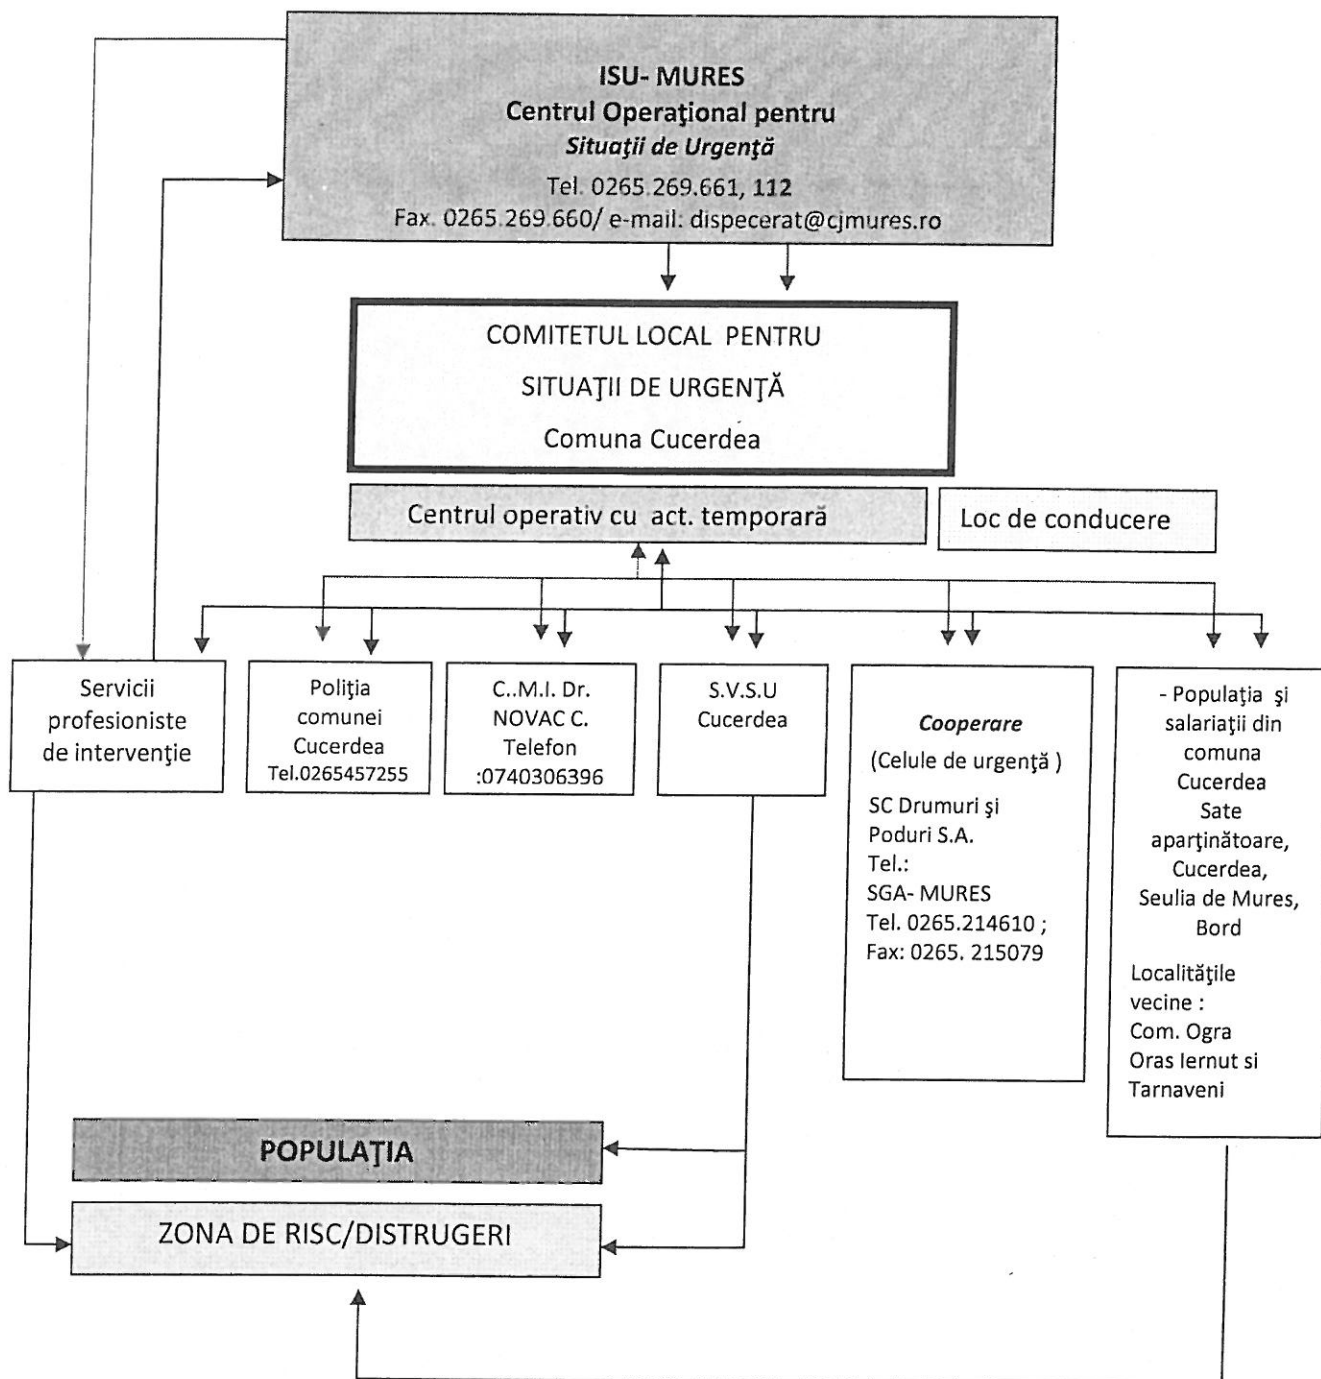 ISU- MURES
Centrul Operaţional pentru
Situaţii de Urgenţă
Tel. 0265.269.661, 112
Fax. 0265.269.660/ e-mail: dispecerat@cjmures.ro
COMITETUL LOCAL PENTRU
SITUAŢII DE URGENŢĂ
Comuna Cucerdea
Centrul operativ cu act. temporară
Loc de conducere
Servicii
profesioniste
de intervenţie
Poliţia
comunei
Cucerdea
Tel.0265457255
C..M.I. Dr.
NOVAC C.
Telefon
:0740306396
S.V.S.U
Cucerdea
Cooperare
(Celule de urgenţă )
SC Drumuri şi
Poduri S.A.
Tel.:
SGA- MURES
Tel. 0265.214610 ;
Fax: 0265. 215079
- Populaţia şi
salariaţii din
comuna
Cucerdea
Sate
aparţinătoare,
Cucerdea,
Seulia de Mures,
Bord
Localităţile
vecine :
Com. Ogra
Oras Iernut si
Tarnaveni
POPULAŢIA
ZONA DE RISC/DISTRUGERI